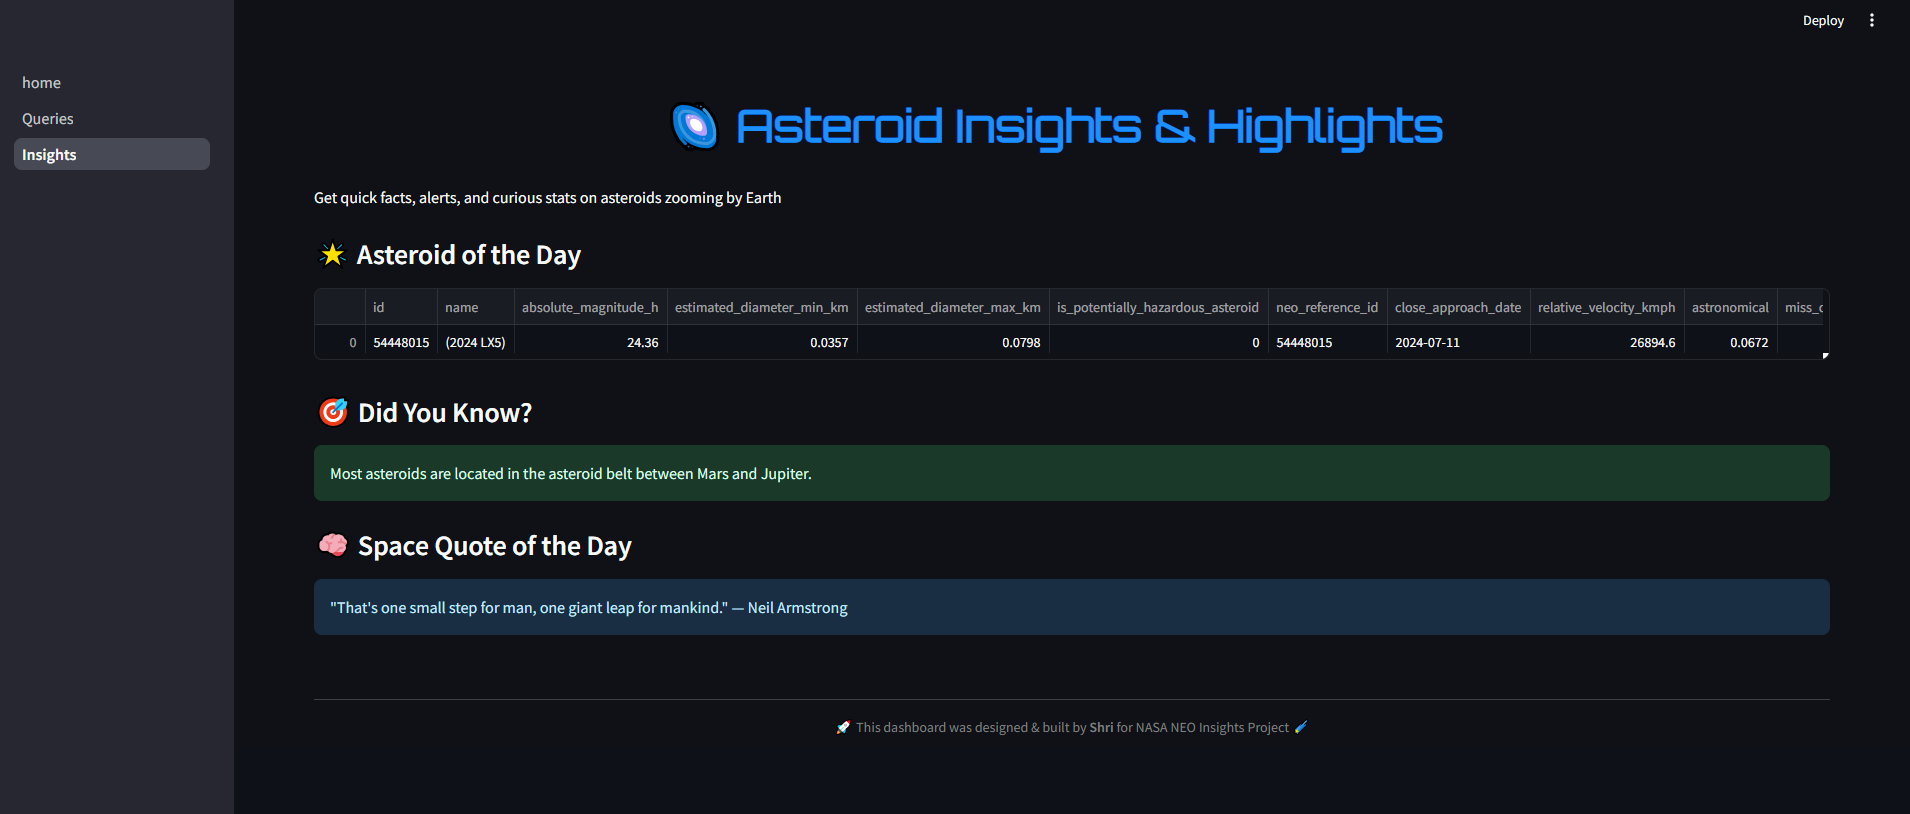 Deploy
home
Queries
Insights
Asteroid Insights & Highlights
Get quick facts, alerts, and curious stats on asteroids zooming by Earth
Asteroid of the Day
id name absolute_magnitude_h estimated_diameter_min_km estimated_diameter_max_km is_potentially_hazardous_asteroid neo_reference_id close_approach_date relative_velocity_kmph astronomical miss_
0 54448015 (2024 LX5) 24.36 0.0357 0.0798 0 54448015 2024-07-11 26894.6 0.0672
Did You Know?
Most asteroids are located in the asteroid belt between Mars and Jupiter.
Space Quote of the Day
"That's one small step for man, one giant leap for mankind." — Neil Armstrong
This dashboard was designed & built by Shri for NASA NEO Insights Project